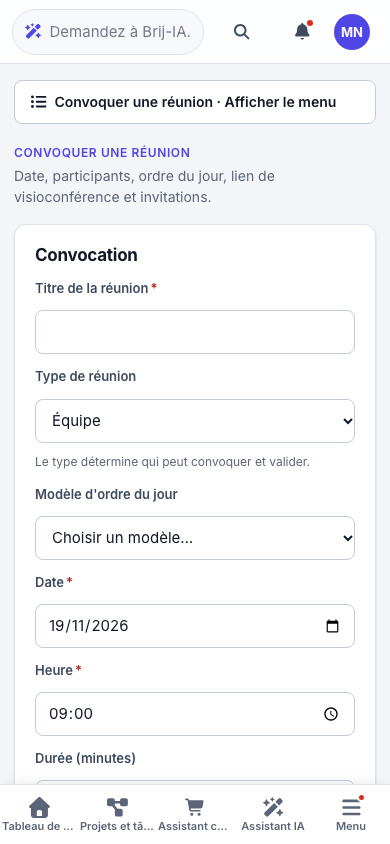 Demandez à Brij-IA.
MN
Convoquer une réunion · Afficher le menu
CONVOQUER UNE RÉUNION
Date, participants, ordre du jour, lien de
visioconférence et invitations.
Convocation
Titre de la réunion *
Type de réunion
Équipe
Le type détermine qui peut convoquer et valider.
Modèle d'ordre du jour
Choisir un modèle...
Date *
19/11/2026
Heure *
09:00
Durée (minutes)
Tableau de ... Projets et tâ... Assistant c... Assistant IA Menu